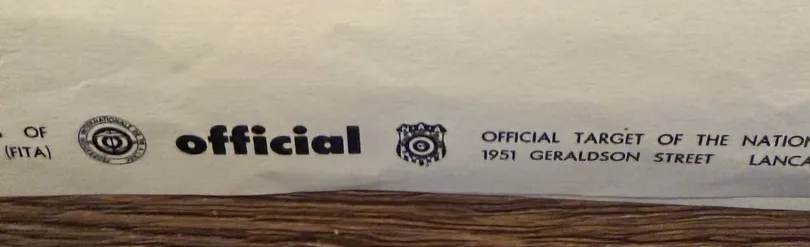 OF
(FITA)
official
N.A.A.
OFFICIAL TARGET OF THE NATION
1951 GERALDSON STREET LANCA